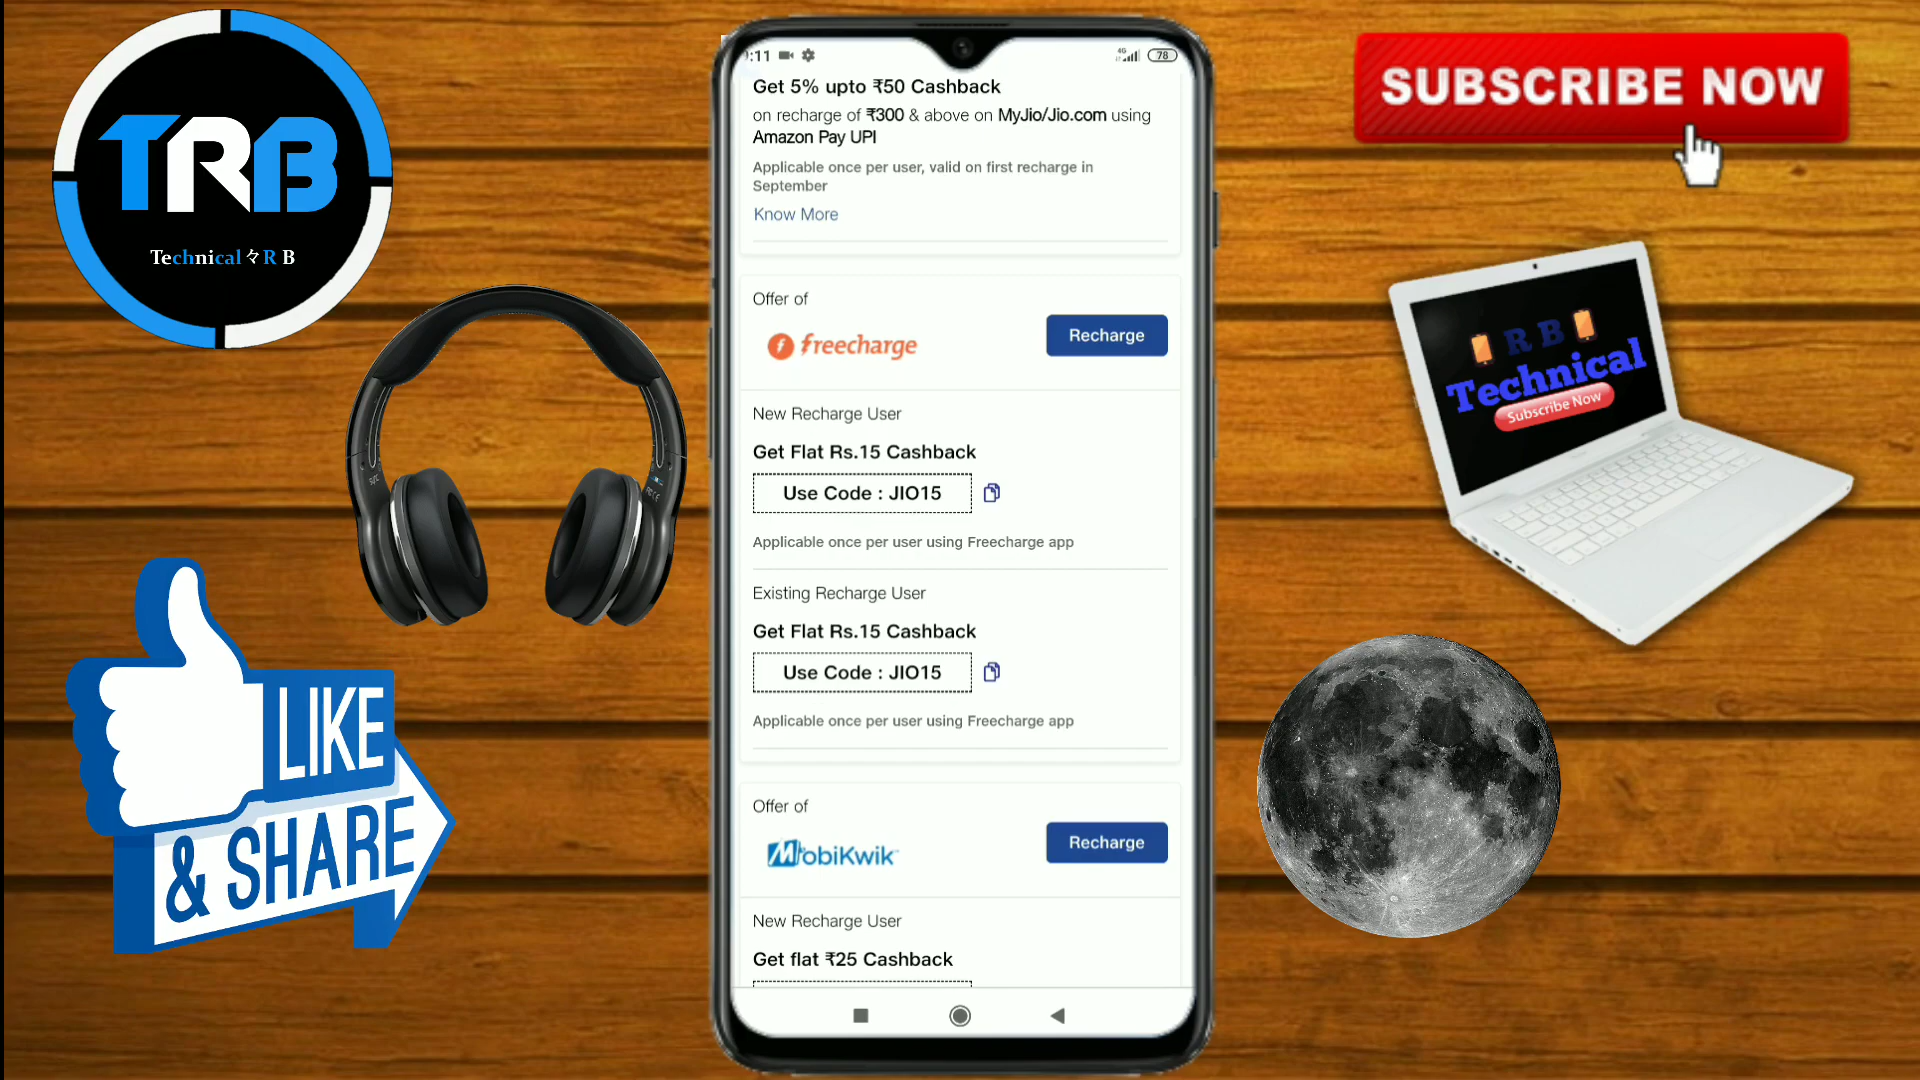 TRB
Technical々R B
SUBSCRIBE NOW
:11
4G
78
Get 5% upto ₹50 Cashback
on recharge of ₹300 & above on MyJio/Jio.com using
Amazon Pay UPI
Applicable once per user, valid on first recharge in
September
Know More
Offer of
freecharge
Recharge
New Recharge User
Get Flat Rs.15 Cashback
Use Code : JIO15
Applicable once per user using Freecharge app
Existing Recharge User
Get Flat Rs.15 Cashback
Use Code : JIO15
Applicable once per user using Freecharge app
Offer of
MobiKwik
Recharge
New Recharge User
Get flat ₹25 Cashback
R B
Technical
Subscribe Now
LIKE
& SHARE